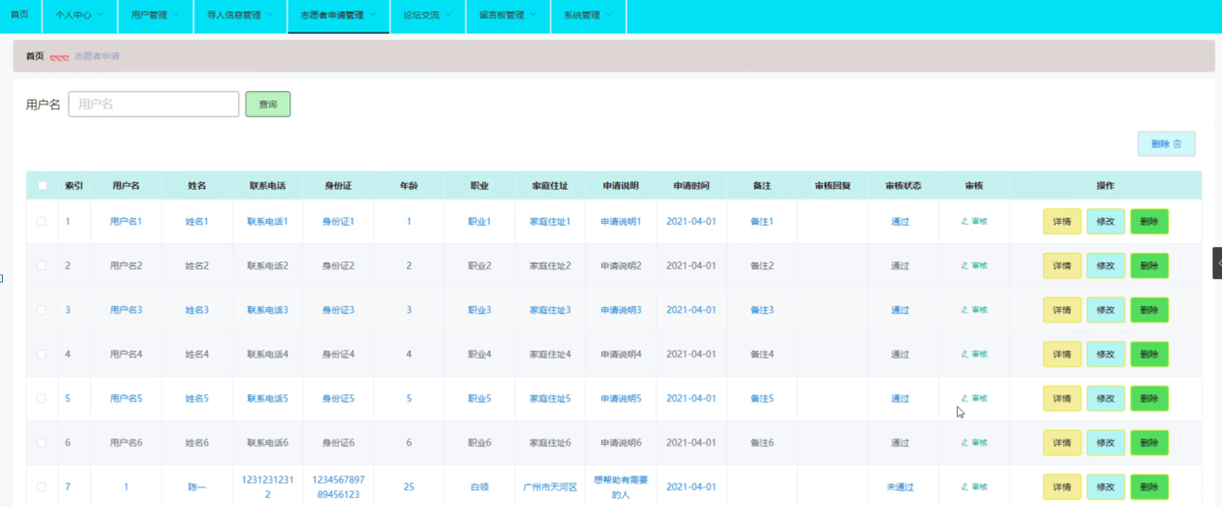 首页 个人中心 用户管理 寻人信息管理 志愿者申请管理 论坛交流 留言板管理 系统管理
首页 志愿者申请
用户名 用户名 查询
删除
索引 用户名 姓名 联系电话 身份证 年龄 职业 家庭住址 申请说明 申请时间 备注 审核回复 审核状态 审核 操作
1 用户名1 姓名1 联系电话1 身份证1 1 职业1 家庭住址1 申请说明1 2021-04-01 备注1 通过 审核 详情 修改 删除
2 用户名2 姓名2 联系电话2 身份证2 2 职业2 家庭住址2 申请说明2 2021-04-01 备注2 通过 审核 详情 修改 删除
3 用户名3 姓名3 联系电话3 身份证3 3 职业3 家庭住址3 申请说明3 2021-04-01 备注3 通过 审核 详情 修改 删除
4 用户名4 姓名4 联系电话4 身份证4 4 职业4 家庭住址4 申请说明4 2021-04-01 备注4 通过 审核 详情 修改 删除
5 用户名5 姓名5 联系电话5 身份证5 5 职业5 家庭住址5 申请说明5 2021-04-01 备注5 通过 审核 详情 修改 删除
6 用户名6 姓名6 联系电话6 身份证6 6 职业6 家庭住址6 申请说明6 2021-04-01 备注6 通过 审核 详情 修改 删除
1231231231 1234567897 想帮助有需要
7 1 陈一 25 白领 广州市天河区 2021-04-01 未通过 审核 详情 修改 删除
2 89456123 的人